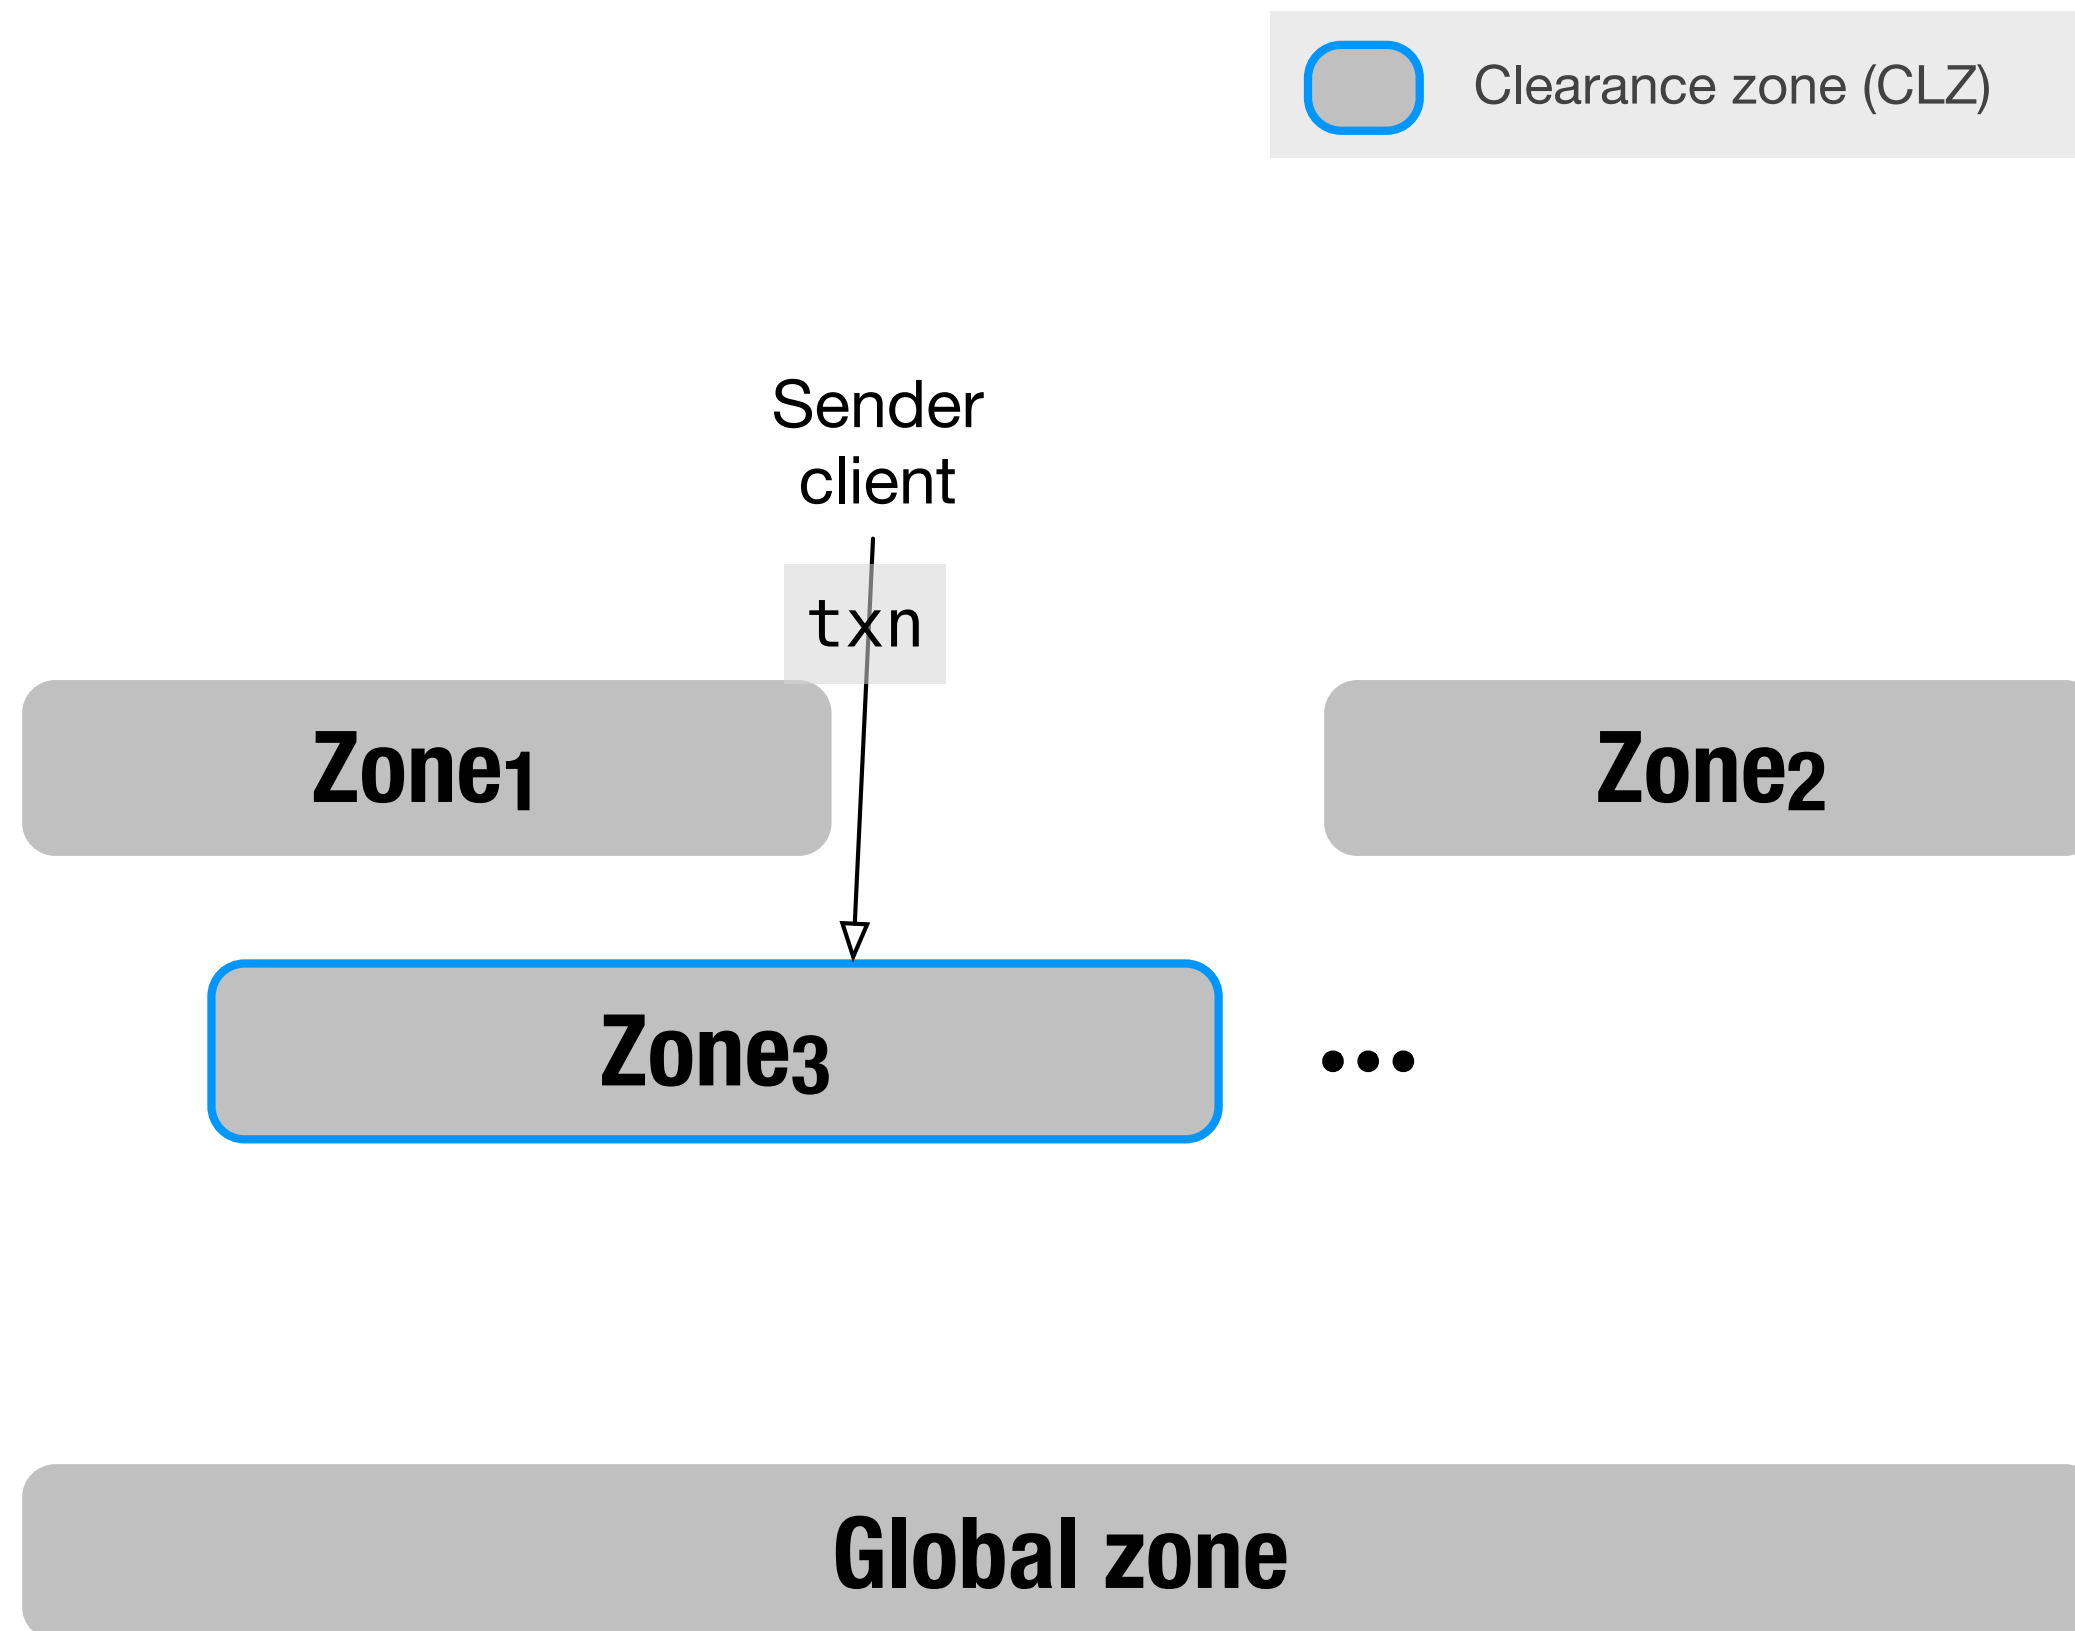 Clearance zone (CLZ)
Sender
client
txn
Zone1
Zone2
Zone3
...
Global zone